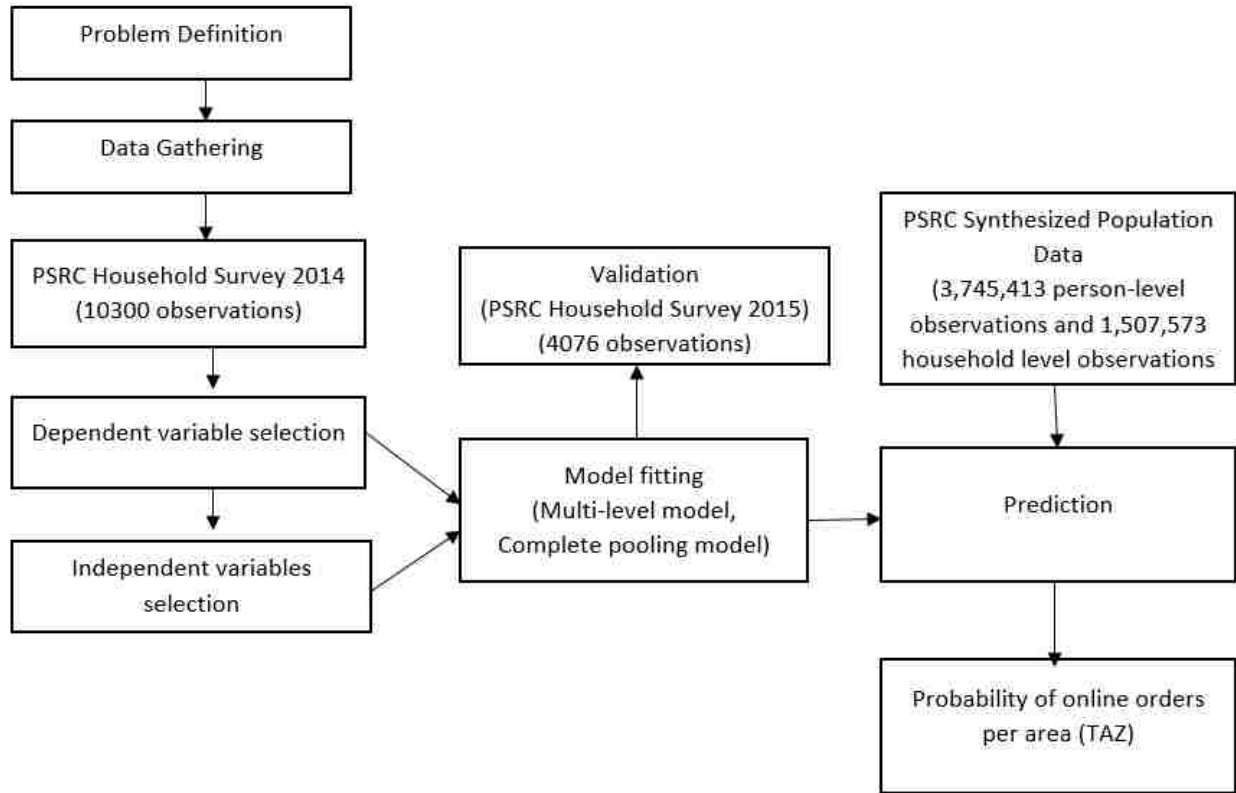 Problem Definition
Data Gathering
PSRC Household Survey 2014
(10300 observations)
Dependent variable selection
Independent variables
selection
Validation
(PSRC Household Survey 2015)
(4076 observations)
Model fitting
(Multi-level model,
Complete pooling model)
PSRC Synthesized Population
Data
(3,745,413 person-level
observations and 1,507,573
household level observations
Prediction
Probability of online orders
per area (TAZ)